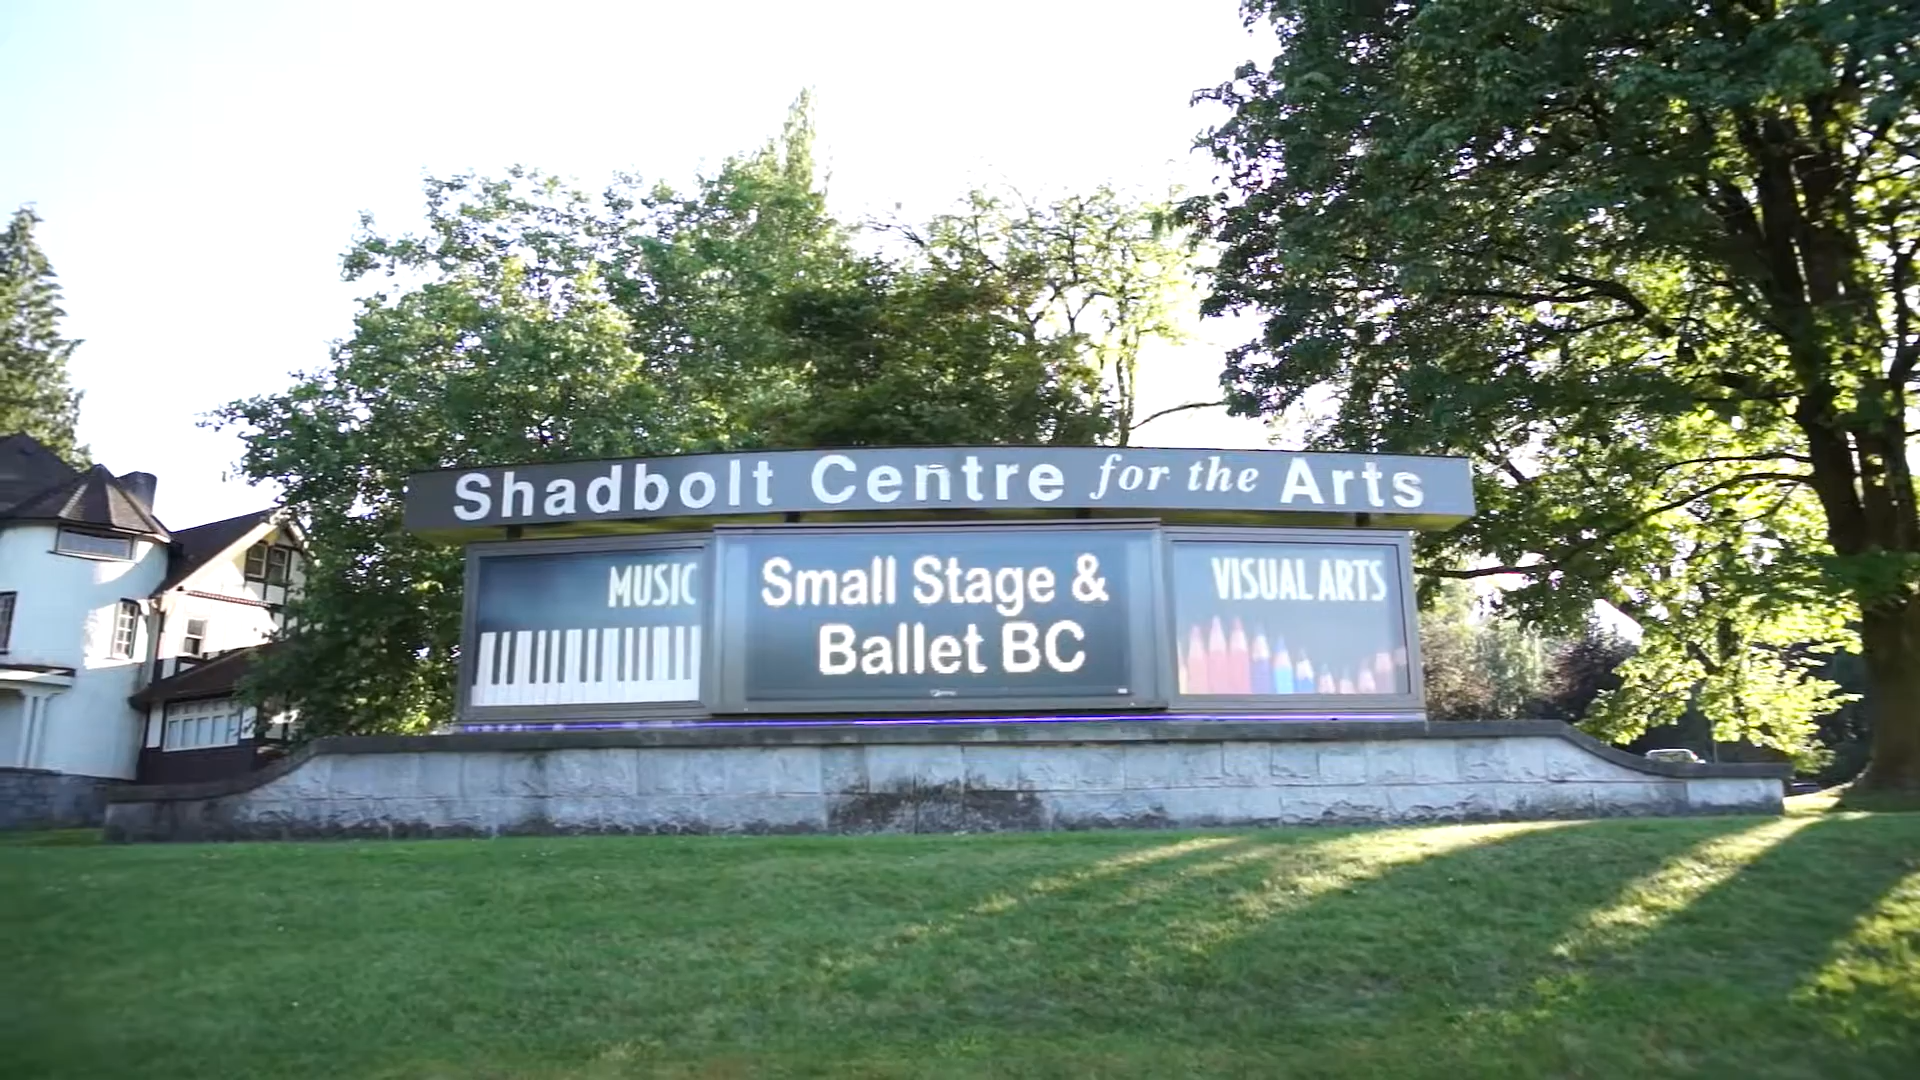 Shadbolt Centre for the Arts
MUSIC
Small Stage &
Ballet BC
VISUAL ARTS